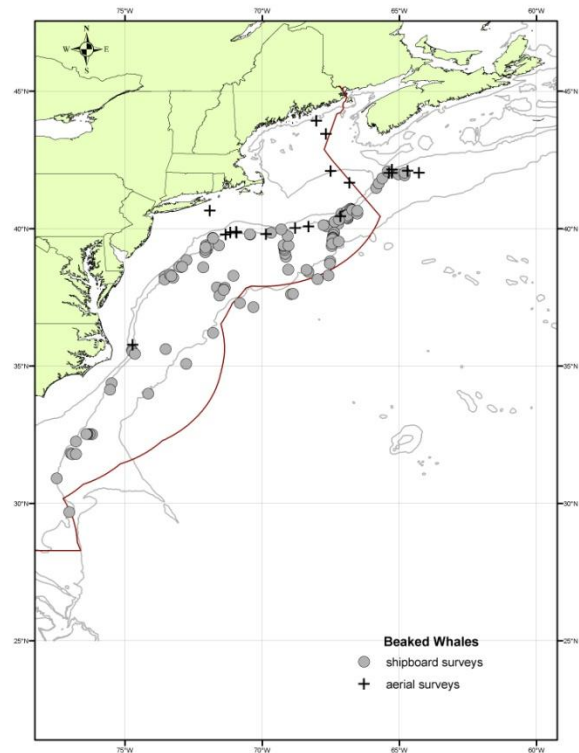 75°W 70°W 65°W 60°W
N
W E
S
45°N 45°N
40°N 40°N
35°N 35°N
30°N 30°N
25°N 25°N
Beaked Whales
shipboard surveys
aerial surveys
75°W 70°W 65°W 60°W